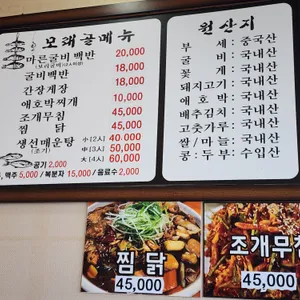 모래골메뉴
마른굴비백반 20,000
굴비백반 18,000
간장게장 18,000
애호박찌개 10,000
조개무침 45,000
찜 닭 45,000
생선매운탕 小(2인) 40,000
(조기) 中(3인) 50,000
大(4인) 60,000
공기 2,000
맥주 5,000 / 복분자 15,000 / 음료수 2,000
원산지
부 세 : 중국산
굴 비 : 국내산
꽃 게 : 국내산
돼지고기 : 국내산
애 호 박 : 국내산
배추김치 : 국내산
고춧가루 : 국내산
쌀 / 마늘 : 국내산
콩 : 두부 : 수입산
찜닭
45,000
조개무침
45,000